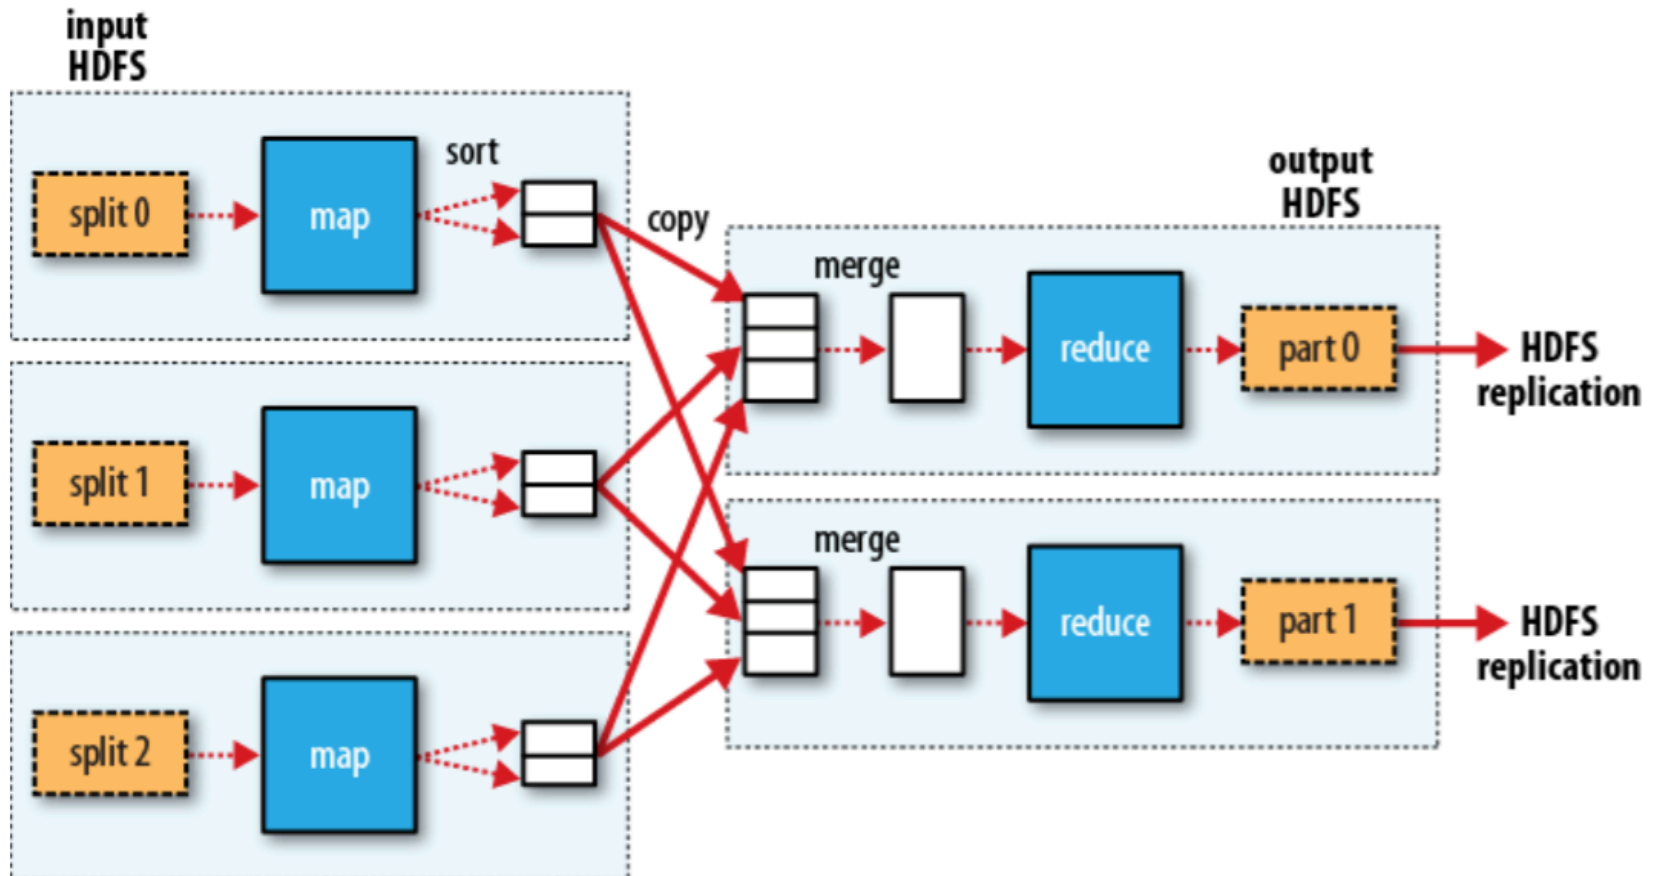 input
HDFS
split 0
map
sort
copy
split 1
map
split 2
map
output
HDFS
merge
reduce
part 0
HDFS
replication
merge
reduce
part 1
HDFS
replication